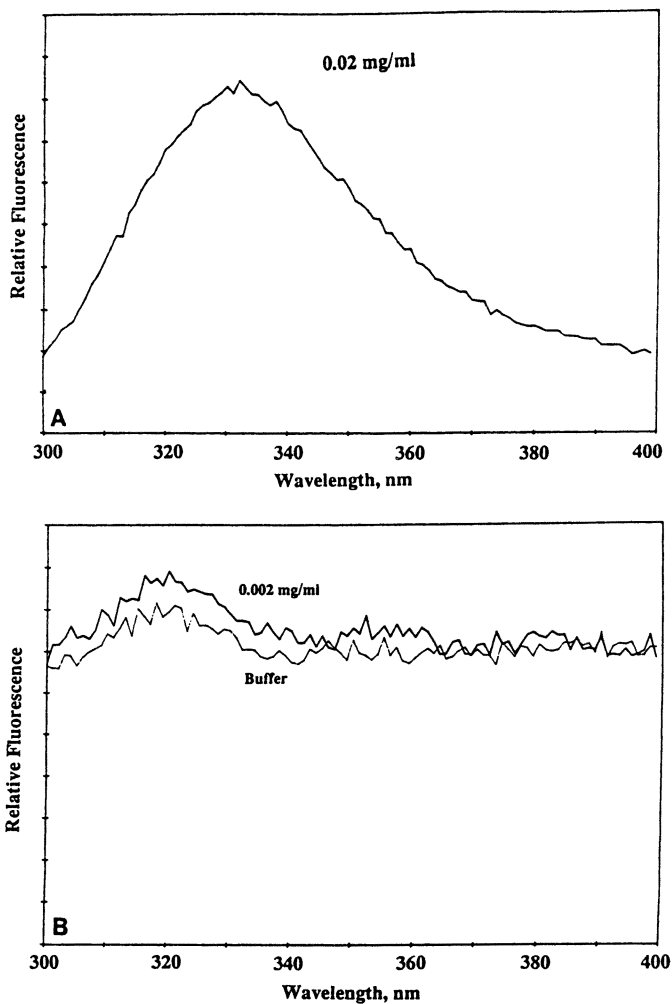 0.02 mg/ml
Relative Fluorescence
A
300 320 340 360 380 400
Wavelength, nm
0.002 mg/ml
Buffer
Relative Fluorescence
B
300 320 340 360 380 400
Wavelength, nm